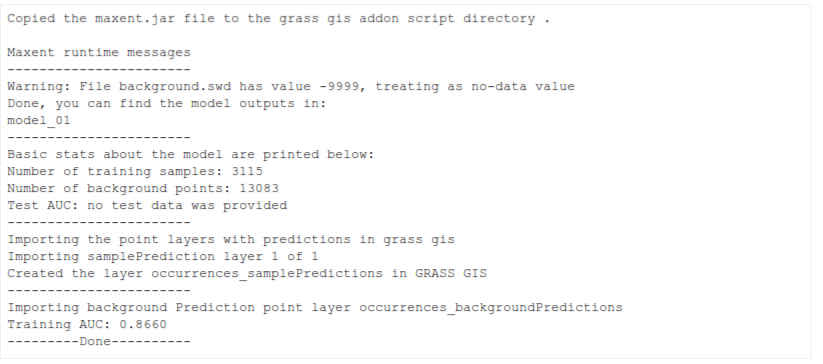 Copied the maxent.jar file to the grass gis addon script directory .
Maxent runtime messages
-----------------------
Warning: File background.swd has value -9999, treating as no-data value
Done, you can find the model outputs in:
model_01
-----------------------
Basic stats about the model are printed below:
Number of training samples: 3115
Number of background points: 13083
Test AUC: no test data was provided
-----------------------
Importing the point layers with predictions in grass gis
Importing samplePrediction layer 1 of 1
Created the layer occurrences_samplePredictions in GRASS GIS
-----------------------
Importing background Prediction point layer occurrences_backgroundPredictions
Training AUC: 0.8660
---------Done----------